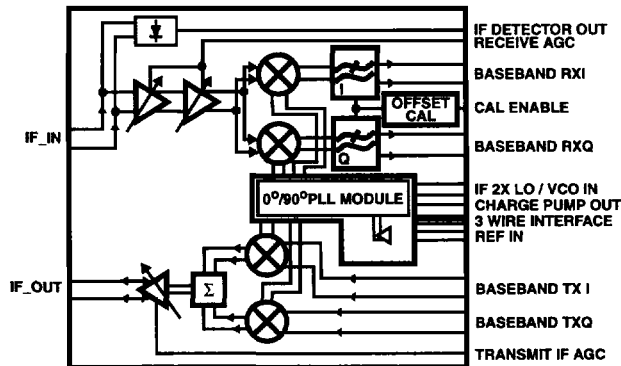 IF DETECTOR OUT
RECEIVE AGC
BASEBAND RXI
I
OFFSET
CAL
CAL ENABLE
IF_IN
BASEBAND RXQ
Q
0°/90°PLL MODULE
IF 2X LO / VCO IN
CHARGE PUMP OUT
3 WIRE INTERFACE
REF IN
IF_OUT
Σ
BASEBAND TX I
BASEBAND TXQ
TRANSMIT IF AGC